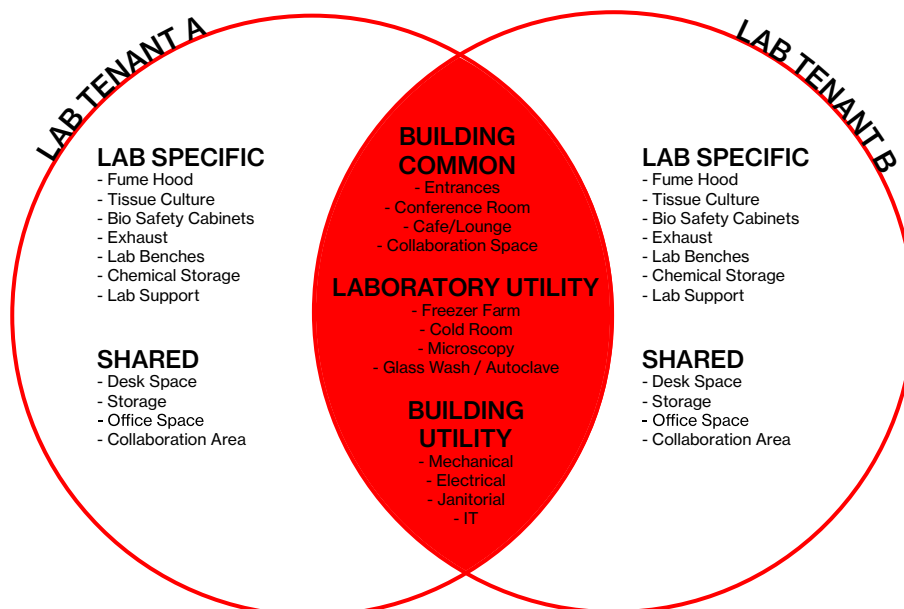 LAB TENANT A
LAB SPECIFIC
- Fume Hood
- Tissue Culture
- Bio Safety Cabinets
- Exhaust
- Lab Benches
- Chemical Storage
- Lab Support
SHARED
- Desk Space
- Storage
- Office Space
- Collaboration Area
BUILDING
COMMON
- Entrances
- Conference Room
- Cafe/Lounge
- Collaboration Space
LABORATORY UTILITY
- Freezer Farm
- Cold Room
- Microscopy
- Glass Wash / Autoclave
BUILDING
UTILITY
- Mechanical
- Electrical
- Janitorial
- IT
LAB TENANT B
LAB SPECIFIC
- Fume Hood
- Tissue Culture
- Bio Safety Cabinets
- Exhaust
- Lab Benches
- Chemical Storage
- Lab Support
SHARED
- Desk Space
- Storage
- Office Space
- Collaboration Area